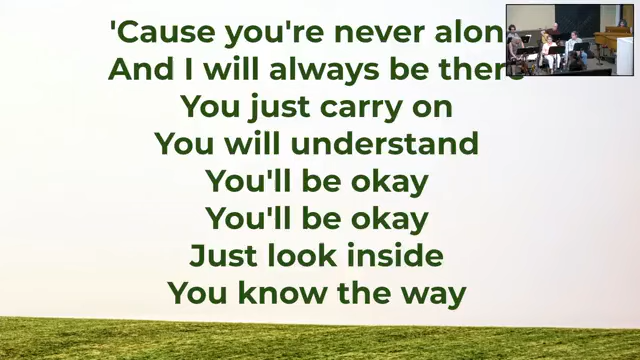 'Cause you're never alon
And I will always be there
You just carry on
You will understand
You'll be okay
You'll be okay
Just look inside
You know the way